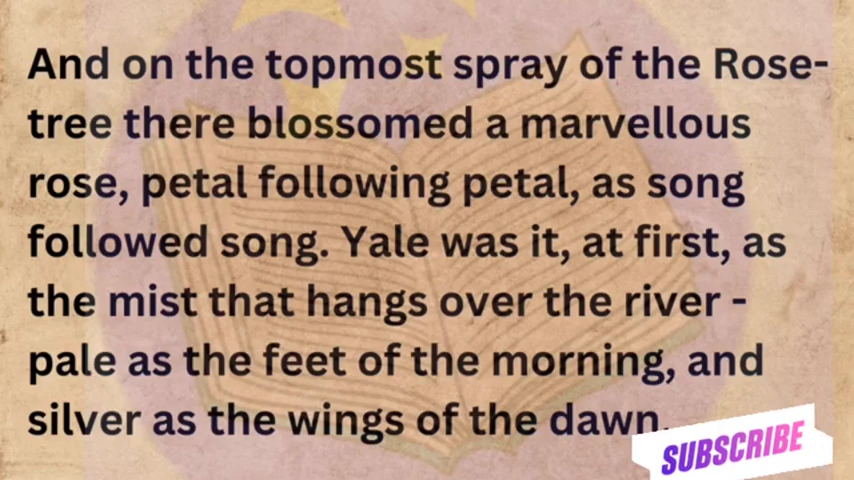 And on the topmost spray of the Rose-
tree there blossomed a marvellous
rose, petal following petal, as song
followed song. Yale was it, at first, as
the mist that hangs over the river -
pale as the feet of the morning, and
silver as the wings of the dawn.
SUBSCRIBE